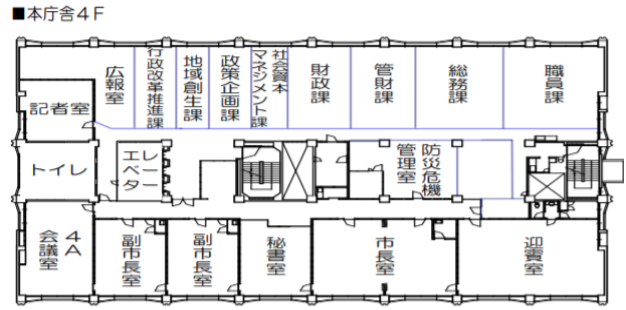 ■本庁舎4F
記者室
広報室
行政改革推進課
地域創生課
政策企画課
社会資本
マネジメント課
財政課
管財課
総務課
職員課
トイレ
エレ
ベーター
防災危機
管理室
4A
会議室
副市長室
副市長室
秘書室
市長室
迎賓室